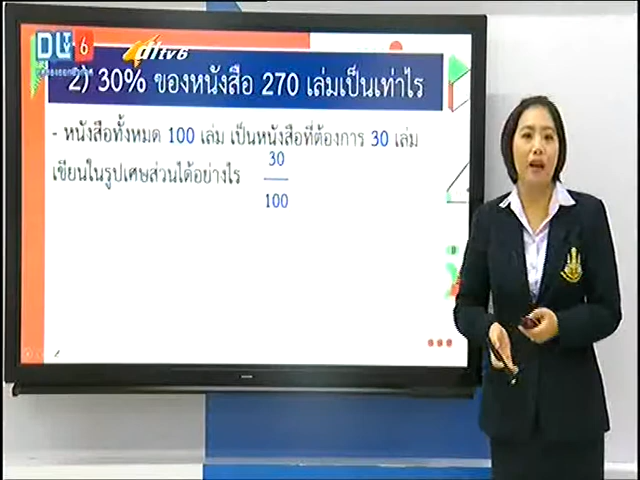 DLTV 6
dltv6
2) 30% ของหนังสือ 270 เล่มเป็นเท่าไร
- หนังสือทั้งหมด 100 เล่ม เป็นหนังสือที่ต้องการ 30 เล่ม
เขียนในรูปเศษส่วนได้อย่างไร
30
100